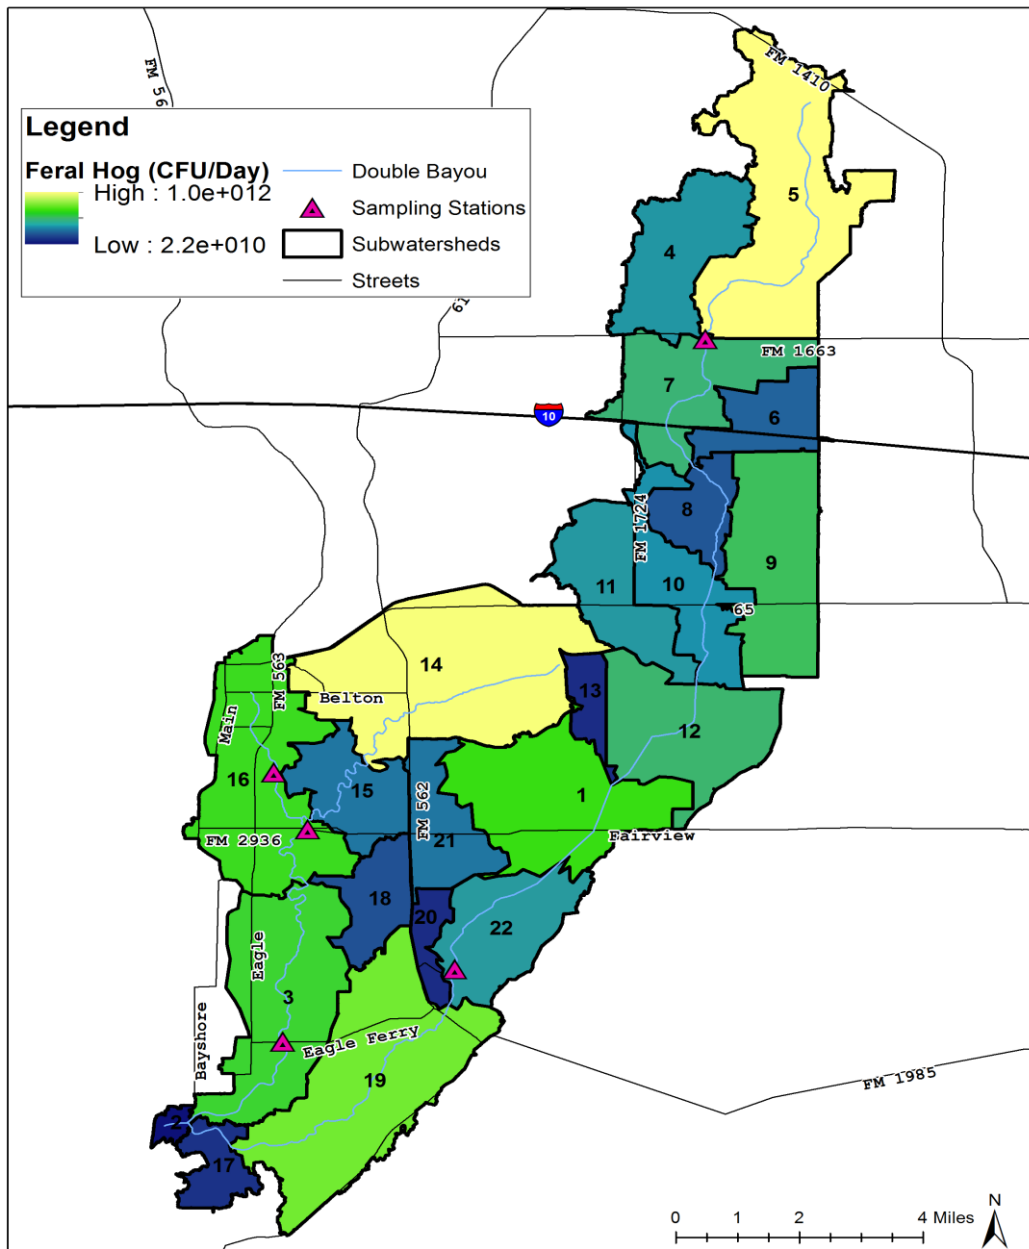 FM 1410
FM 56
Legend
Feral Hog (CFU/Day)
High : 1.0e+012
Low : 2.2e+010
Double Bayou
Sampling Stations
Subwatersheds
Streets
61
5
4
FM 1663
7
10
6
8
FM 1724
9
11
10
65
14
FM 563
Belton
13
Main
12
16
15
1
FM 562
FM 2936
21
Fairview
18
20
22
Eagle
3
Bayshore
Eagle Ferry
19
FM 1985
2
17
N
0 1 2 4 Miles